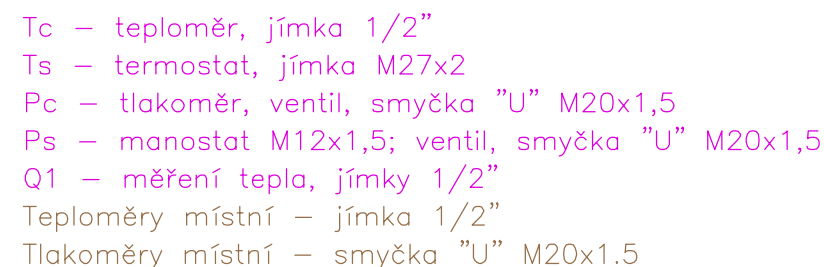 Tc – teploměr, jímka 1/2”
Ts – termostat, jímka M27x2
Pc – tlakoměr, ventil, smyčka ”U” M20x1,5
Ps – manostat M12x1,5; ventil, smyčka ”U” M20x1,5
Q1 – měření tepla, jímky 1/2”
Teploměry místní – jímka 1/2”
Tlakoměry místní – smyčka ”U” M20x1.5